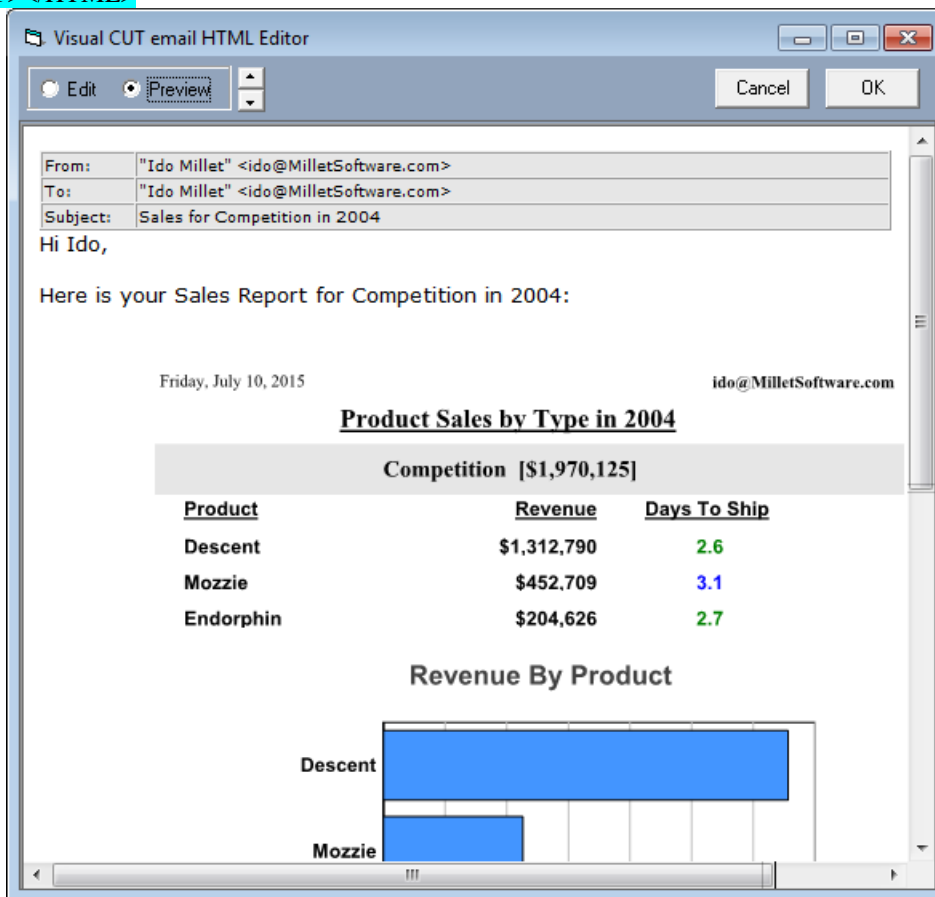 Visual CUT email HTML Editor
Edit Preview Cancel OK
From: "Ido Millet" <ido@MilletSoftware.com>
To: "Ido Millet" <ido@MilletSoftware.com>
Subject: Sales for Competition in 2004
Hi Ido,
Here is your Sales Report for Competition in 2004:
Friday, July 10, 2015 ido@MilletSoftware.com
Product Sales by Type in 2004
Competition [$1,970,125]
Product Revenue Days To Ship
Descent $1,312,790 2.6
Mozzie $452,709 3.1
Endorphin $204,626 2.7
Revenue By Product
Descent
Mozzie